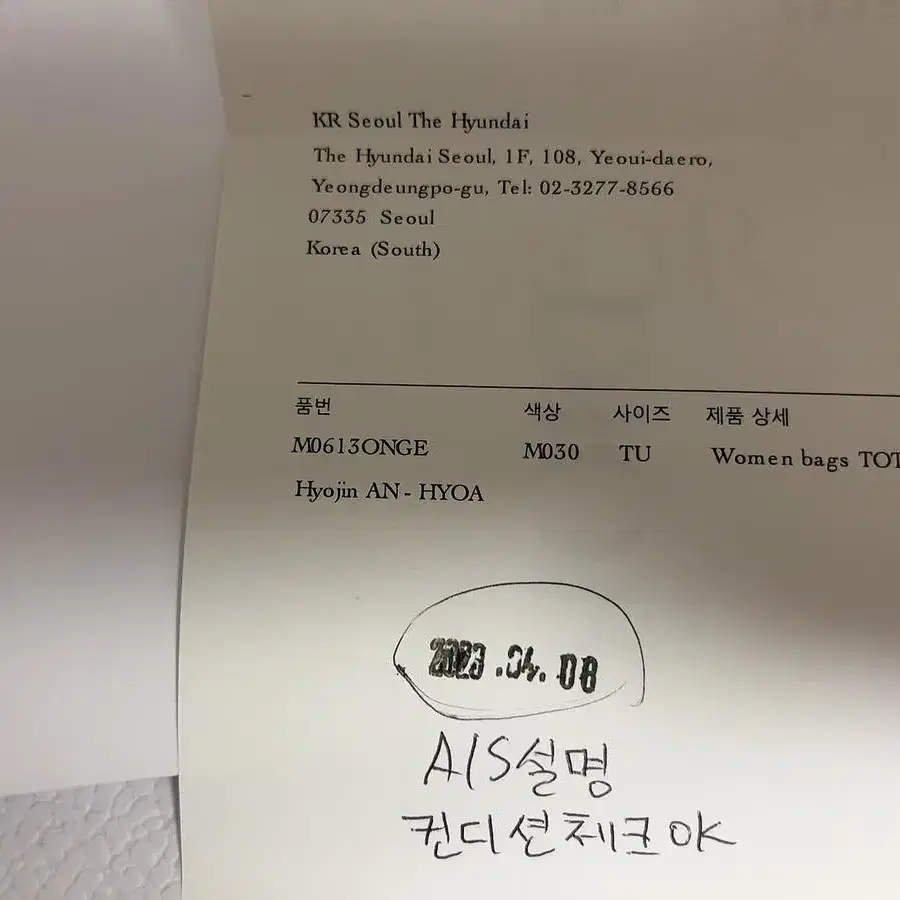 KR Seoul The Hyundai
The Hyundai Seoul, 1F, 108, Yeoui-daero,
Yeongdeungpo-gu, Tel: 02-3277-8566
07335 Seoul
Korea (South)
품번 색상 사이즈 제품 상세
M0613ONGE M030 TU Women bags TOT
Hyojin AN - HYOA
2023.04.08
A/S설명
컨디션체크OK